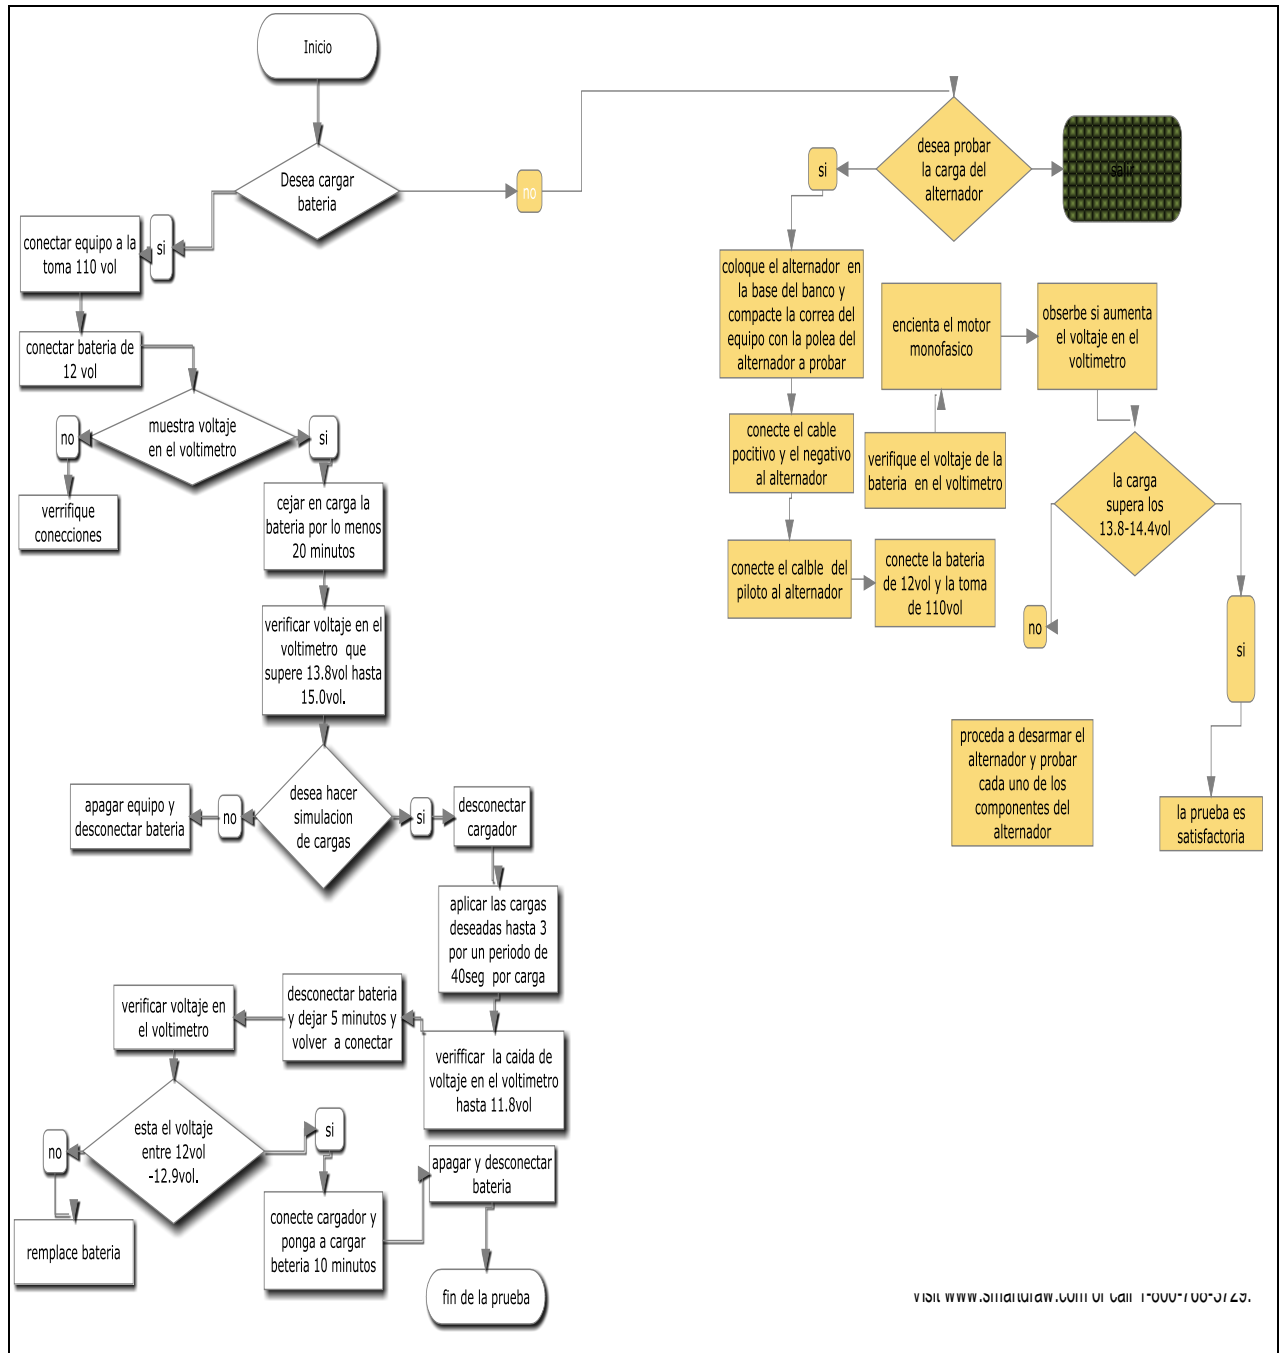 Inicio
Desea cargar
bateria
no
si
conectar equipo a la
toma 110 vol
conectar bateria de
12 vol
muestra voltaje
en el voltimetro
no
si
verrifique
conecciones
cejar en carga la
bateria por lo menos
20 minutos
verificar voltaje en el
voltimetro que
supere 13.8vol hasta
15.0vol.
desea hacer
simulacion
de cargas
no
si
apagar equipo y
desconectar bateria
desconectar
cargador
aplicar las cargas
deseadas hasta 3
por un periodo de
40seg por carga
verifficar la caida de
voltaje en el voltimetro
hasta 11.8vol
desconectar bateria
y dejar 5 minutos y
volver a conectar
verificar voltaje en
el voltimetro
esta el voltaje
entre 12vol
-12.9vol.
no
si
remplace bateria
conecte cargador y
ponga a cargar
beteria 10 minutos
apagar y desconectar
bateria
fin de la prueba
desea probar
la carga del
alternador
si
salir
coloque el alternador en
la base del banco y
compacte la correa del
equipo con la polea del
alternador a probar
conecte el cable
pocitivo y el negativo
al alternador
conecte el calble del
piloto al alternador
conecte la bateria
de 12vol y la toma
de 110vol
verifique el voltaje de la
bateria en el voltimetro
encienta el motor
monofasico
obserbe si aumenta
el voltaje en el
voltimetro
la carga
supera los
13.8-14.4vol
no
si
proceda a desarmar el
alternador y probar
cada uno de los
componentes del
alternador
la prueba es
satisfactoria
visit www.smartdraw.com or call 1-800-768-3729.